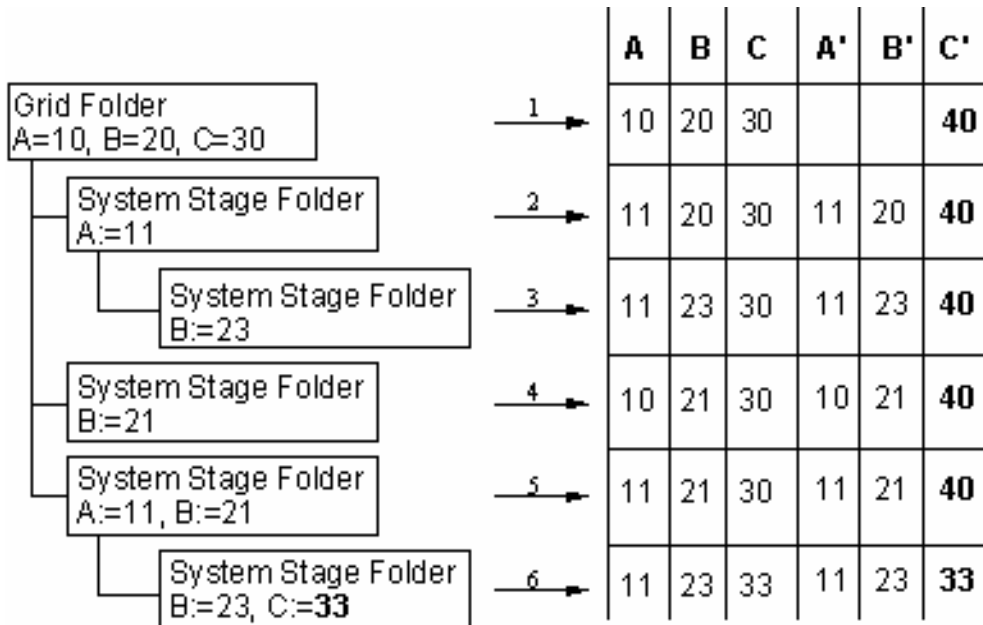 A B C A' B' C'
Grid Folder
A=10, B=20, C=30
1
10 20 30 40
System Stage Folder
A:=11
2
11 20 30 11 20 40
System Stage Folder
B:=23
3
11 23 30 11 23 40
System Stage Folder
B:=21
4
10 21 30 10 21 40
System Stage Folder
A:=11, B:=21
5
11 21 30 11 21 40
System Stage Folder
B:=23, C:=33
6
11 23 33 11 23 33